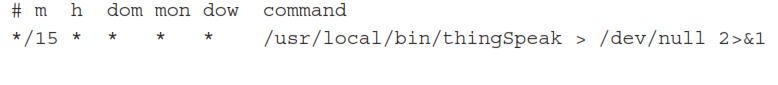 # m h dom mon dow command
*/15 * * * * /usr/local/bin/thingSpeak > /dev/null 2>&1